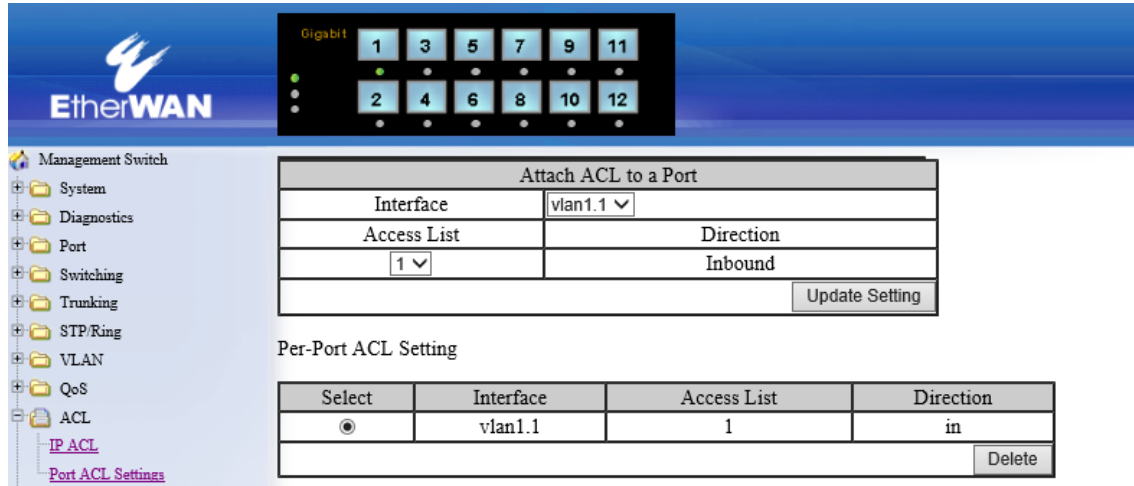 Gigabit
1 3 5 7 9 11
2 4 6 8 10 12
EtherWAN
Management Switch
System
Diagnostics
Port
Switching
Trunking
STP/Ring
VLAN
QoS
ACL
IP ACL
Port ACL Settings
Attach ACL to a Port
Interface vlan1.1
Access List Direction
1 Inbound
Update Setting
Per-Port ACL Setting
Select Interface Access List Direction
vlan1.1 1 in
Delete